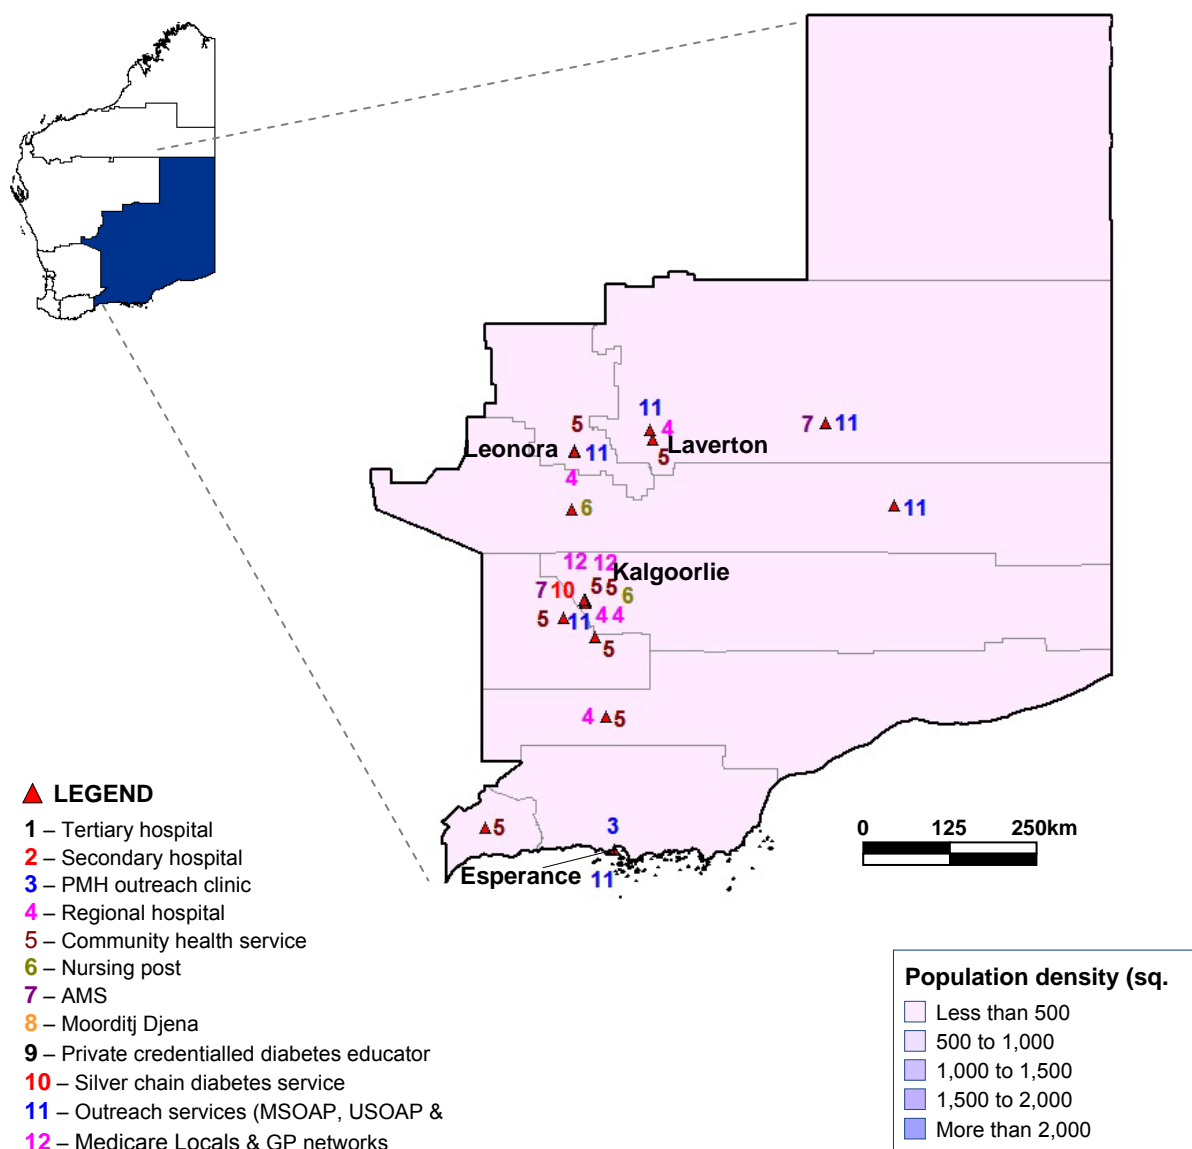 11
5
4
7 11
Leonora
11
5
Laverton
4
6
11
12 12
Kalgoorlie
7 10
5 5
6
5 11
4 4
5
4 5
5
3
Esperance
11
0 125 250km
LEGEND
1 – Tertiary hospital
2 – Secondary hospital
3 – PMH outreach clinic
4 – Regional hospital
5 – Community health service
6 – Nursing post
7 – AMS
8 – Moorditj Djena
9 – Private credentialled diabetes educator
10 – Silver chain diabetes service
11 – Outreach services (MSOAP, USOAP &
12 – Medicare Locals & GP networks
Population density (sq.
Less than 500
500 to 1,000
1,000 to 1,500
1,500 to 2,000
More than 2,000